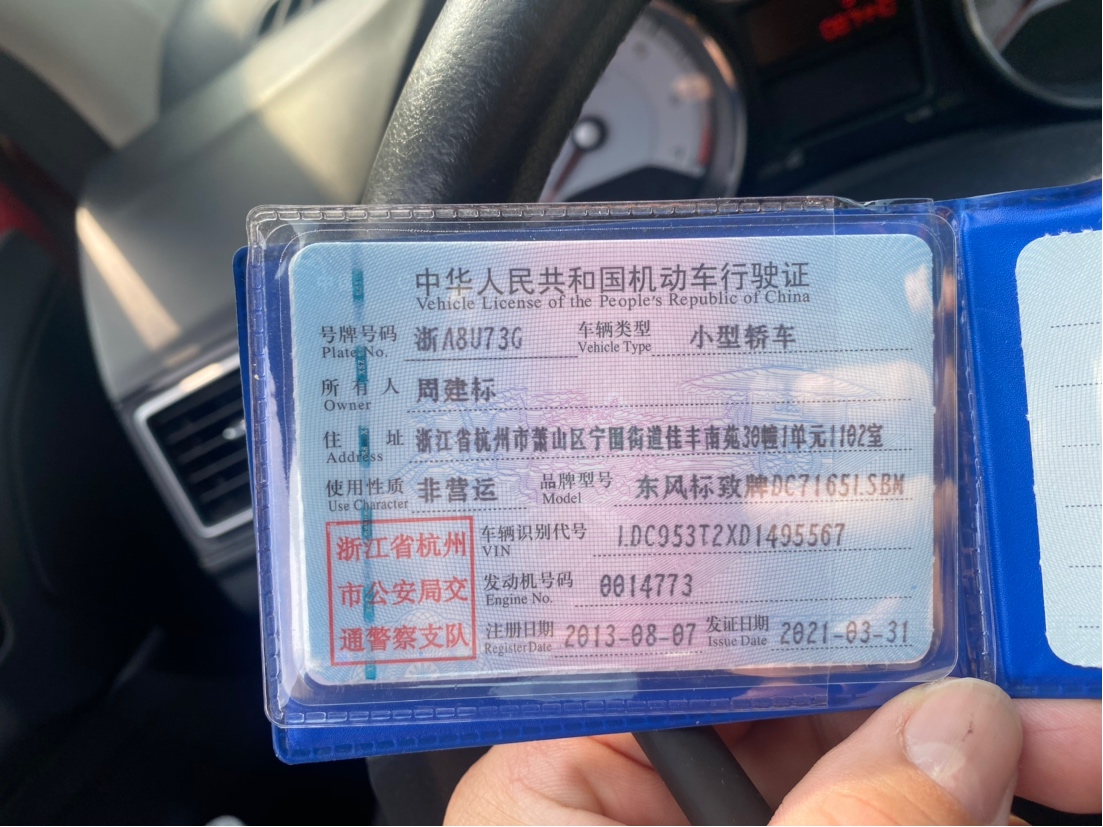 中华人民共和国机动车行驶证
Vehicle License of the People's Republic of China
号牌号码 浙A8U73G 车辆类型 小型轿车
Plate No. Vehicle Type
所有人 周建标
Owner
住址 浙江省杭州市萧山区宁围街道佳丰南苑30幢1单元1102室
Address
使用性质 非营运 品牌型号 东风标致牌DC7165LSBM
Use Character Model
浙江省杭州
市公安局交
通警察支队
车辆识别代号 LDC953T2XD1495567
VIN
发动机号码 0014773
Engine No.
注册日期 2013-08-07 发证日期 2021-03-31
Register Date Issue Date